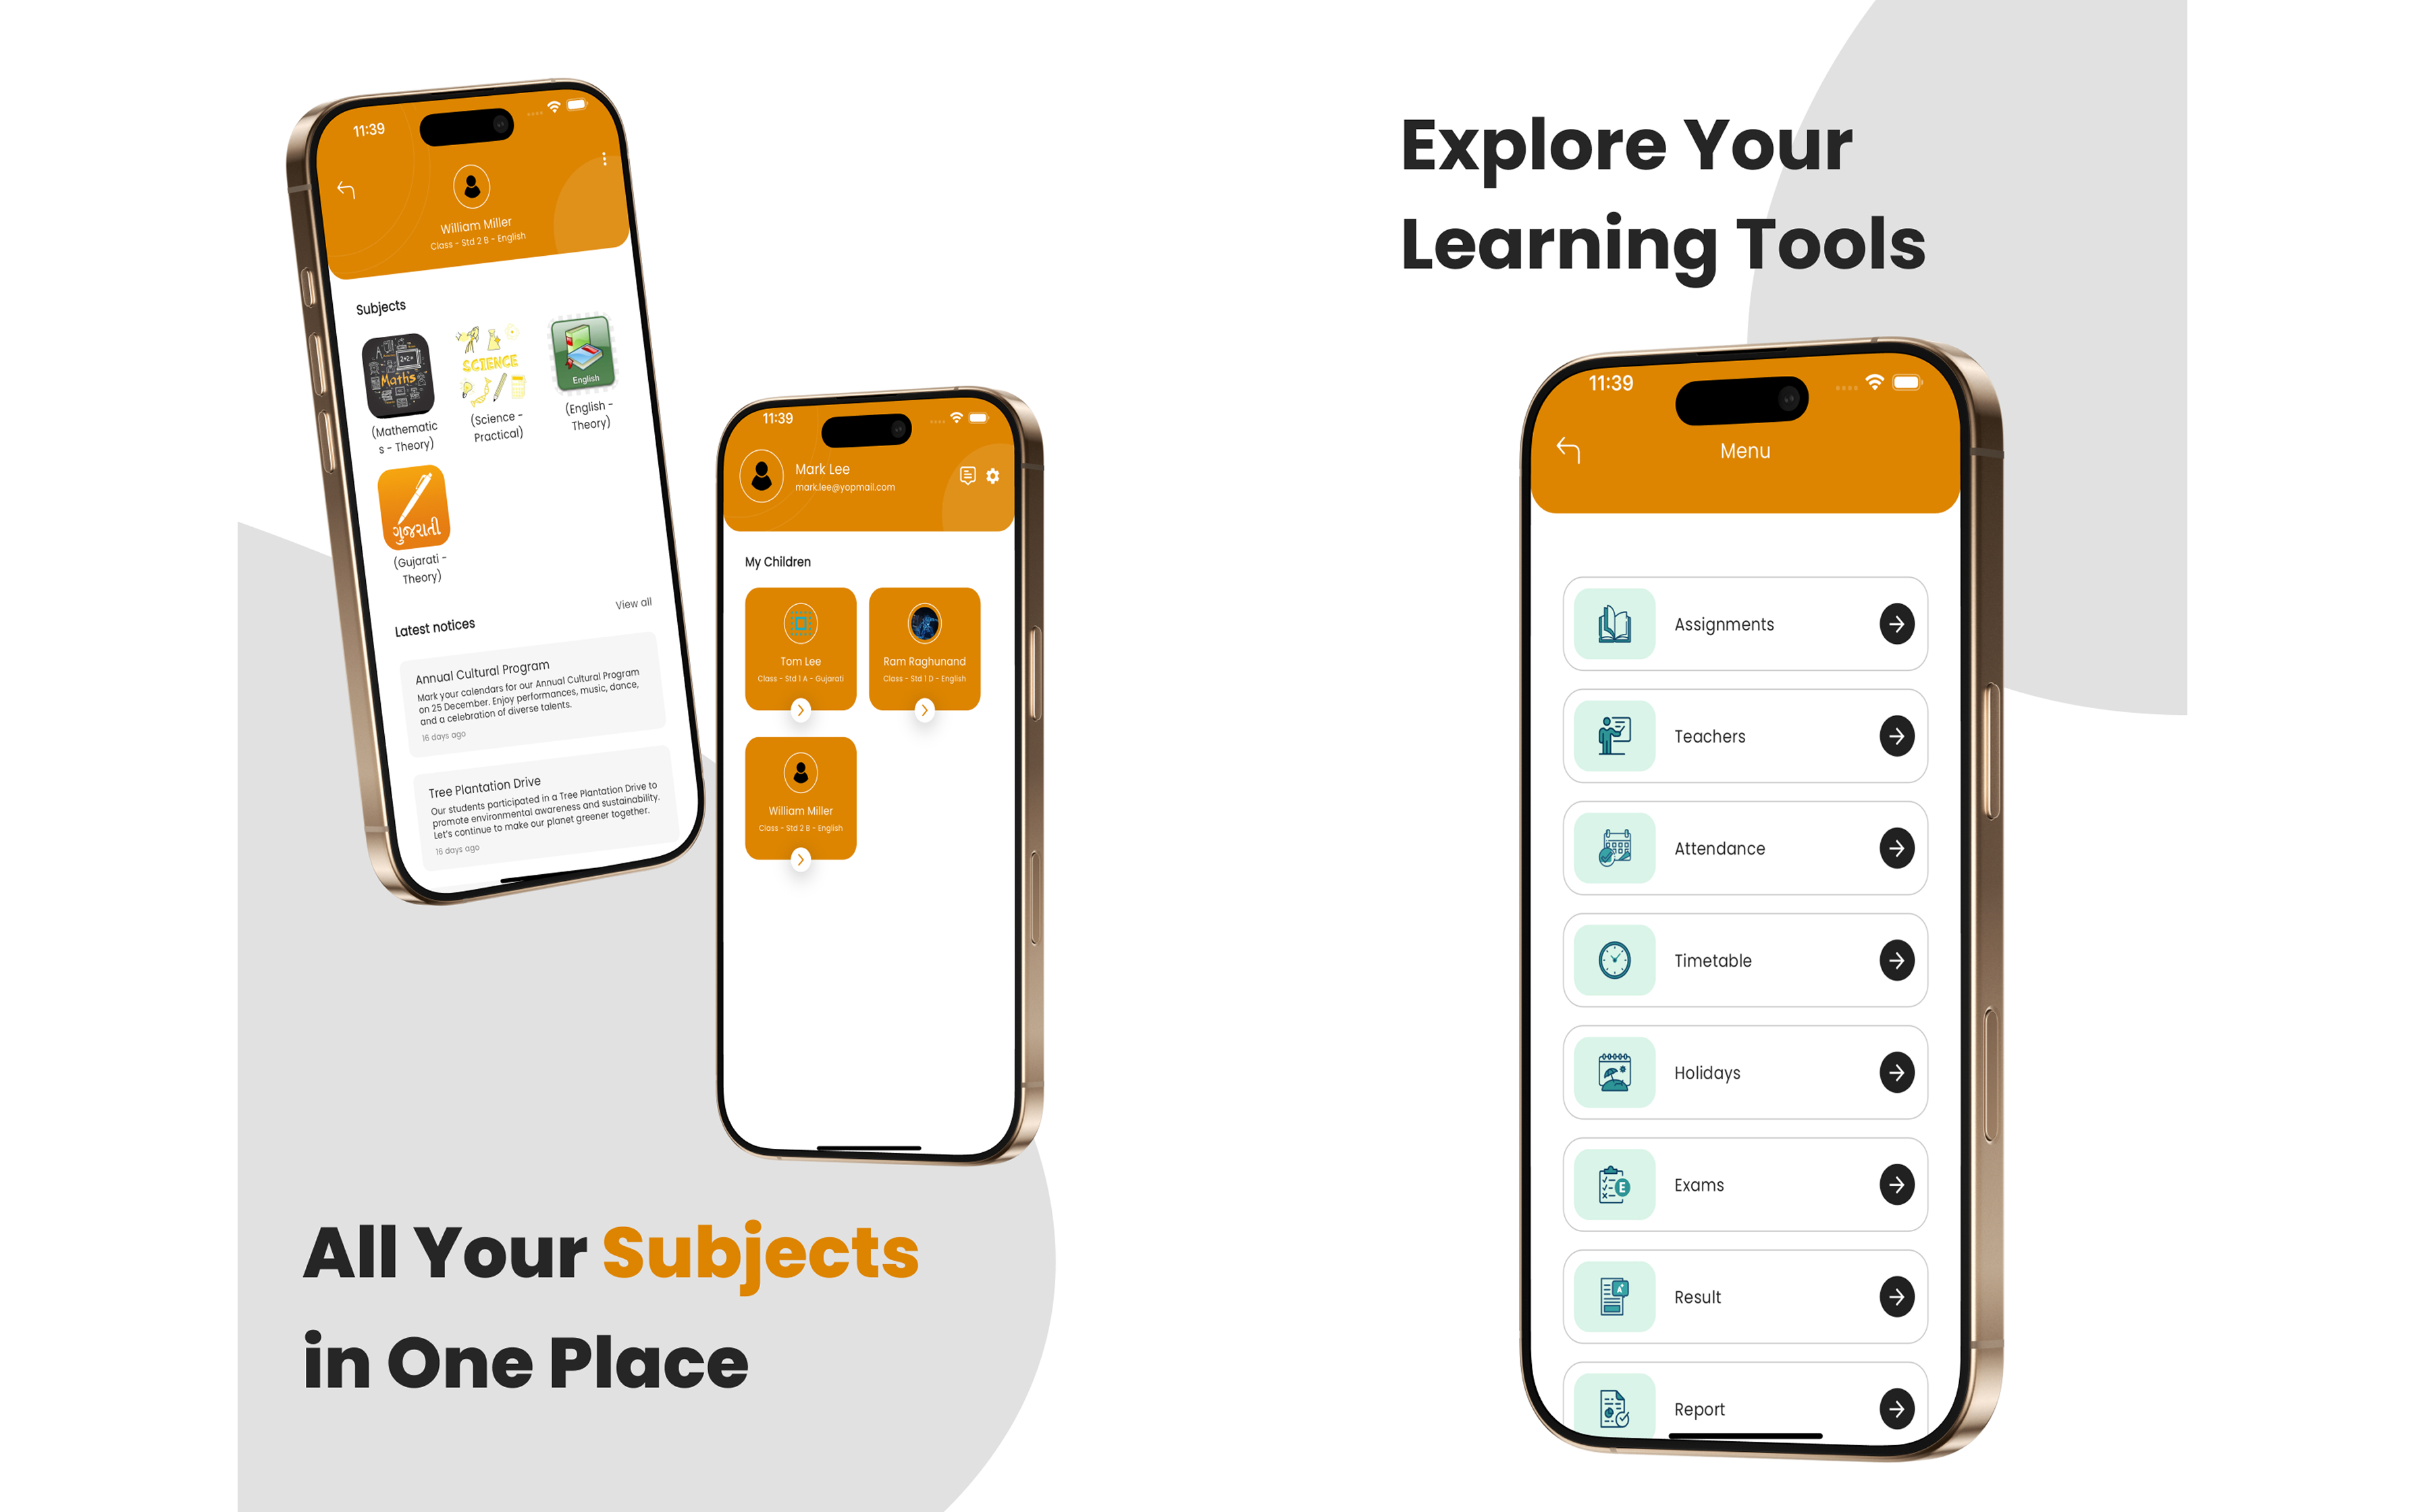 11:39
William Miller
Class - Std 2 B - English
Subjects
Maths
SCIENCE
English
(Mathematic
s - Theory)
(Science -
Practical)
(English -
Theory)
ગુજરાતી
(Gujarati -
Theory)
View all
Latest notices
Annual Cultural Program
Mark your calendars for our Annual Cultural Program
on 25 December. Enjoy performances, music, dance,
and a celebration of diverse talents.
16 days ago
Tree Plantation Drive
Our students participated in a Tree Plantation Drive to
promote environmental awareness and sustainability.
Let's continue to make our planet greener together.
16 days ago
11:39
Mark Lee
mark.lee@yopmail.com
My Children
Tom Lee
Class - Std 1 A - Gujarati
Ram Raghunand
Class - Std 1 D - English
William Miller
Class - Std 2 B - English
All Your Subjects
in One Place
Explore Your
Learning Tools
11:39
Menu
Assignments
Teachers
Attendance
Timetable
Holidays
E
Exams
A+
Result
Report